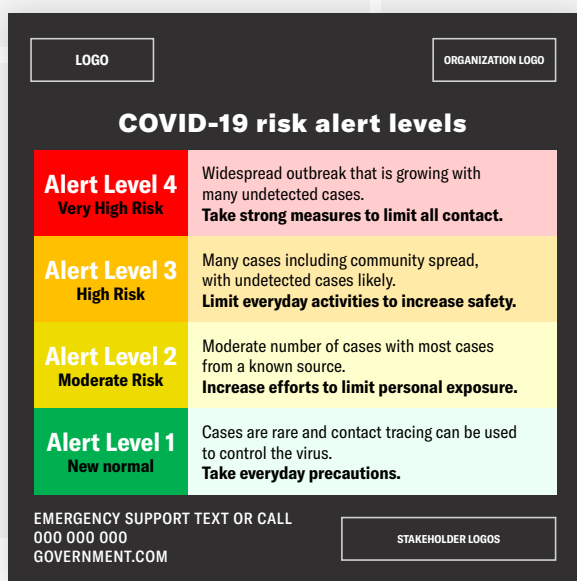 LOGO
ORGANIZATION LOGO
COVID-19 risk alert levels
Alert Level 4
Very High Risk
Widespread outbreak that is growing with
many undetected cases.
Take strong measures to limit all contact.
Alert Level 3
High Risk
Many cases including community spread,
with undetected cases likely.
Limit everyday activities to increase safety.
Alert Level 2
Moderate Risk
Moderate number of cases with most cases
from a known source.
Increase efforts to limit personal exposure.
Alert Level 1
New normal
Cases are rare and contact tracing can be used
to control the virus.
Take everyday precautions.
EMERGENCY SUPPORT TEXT OR CALL
000 000 000
GOVERNMENT.COM
STAKEHOLDER LOGOS